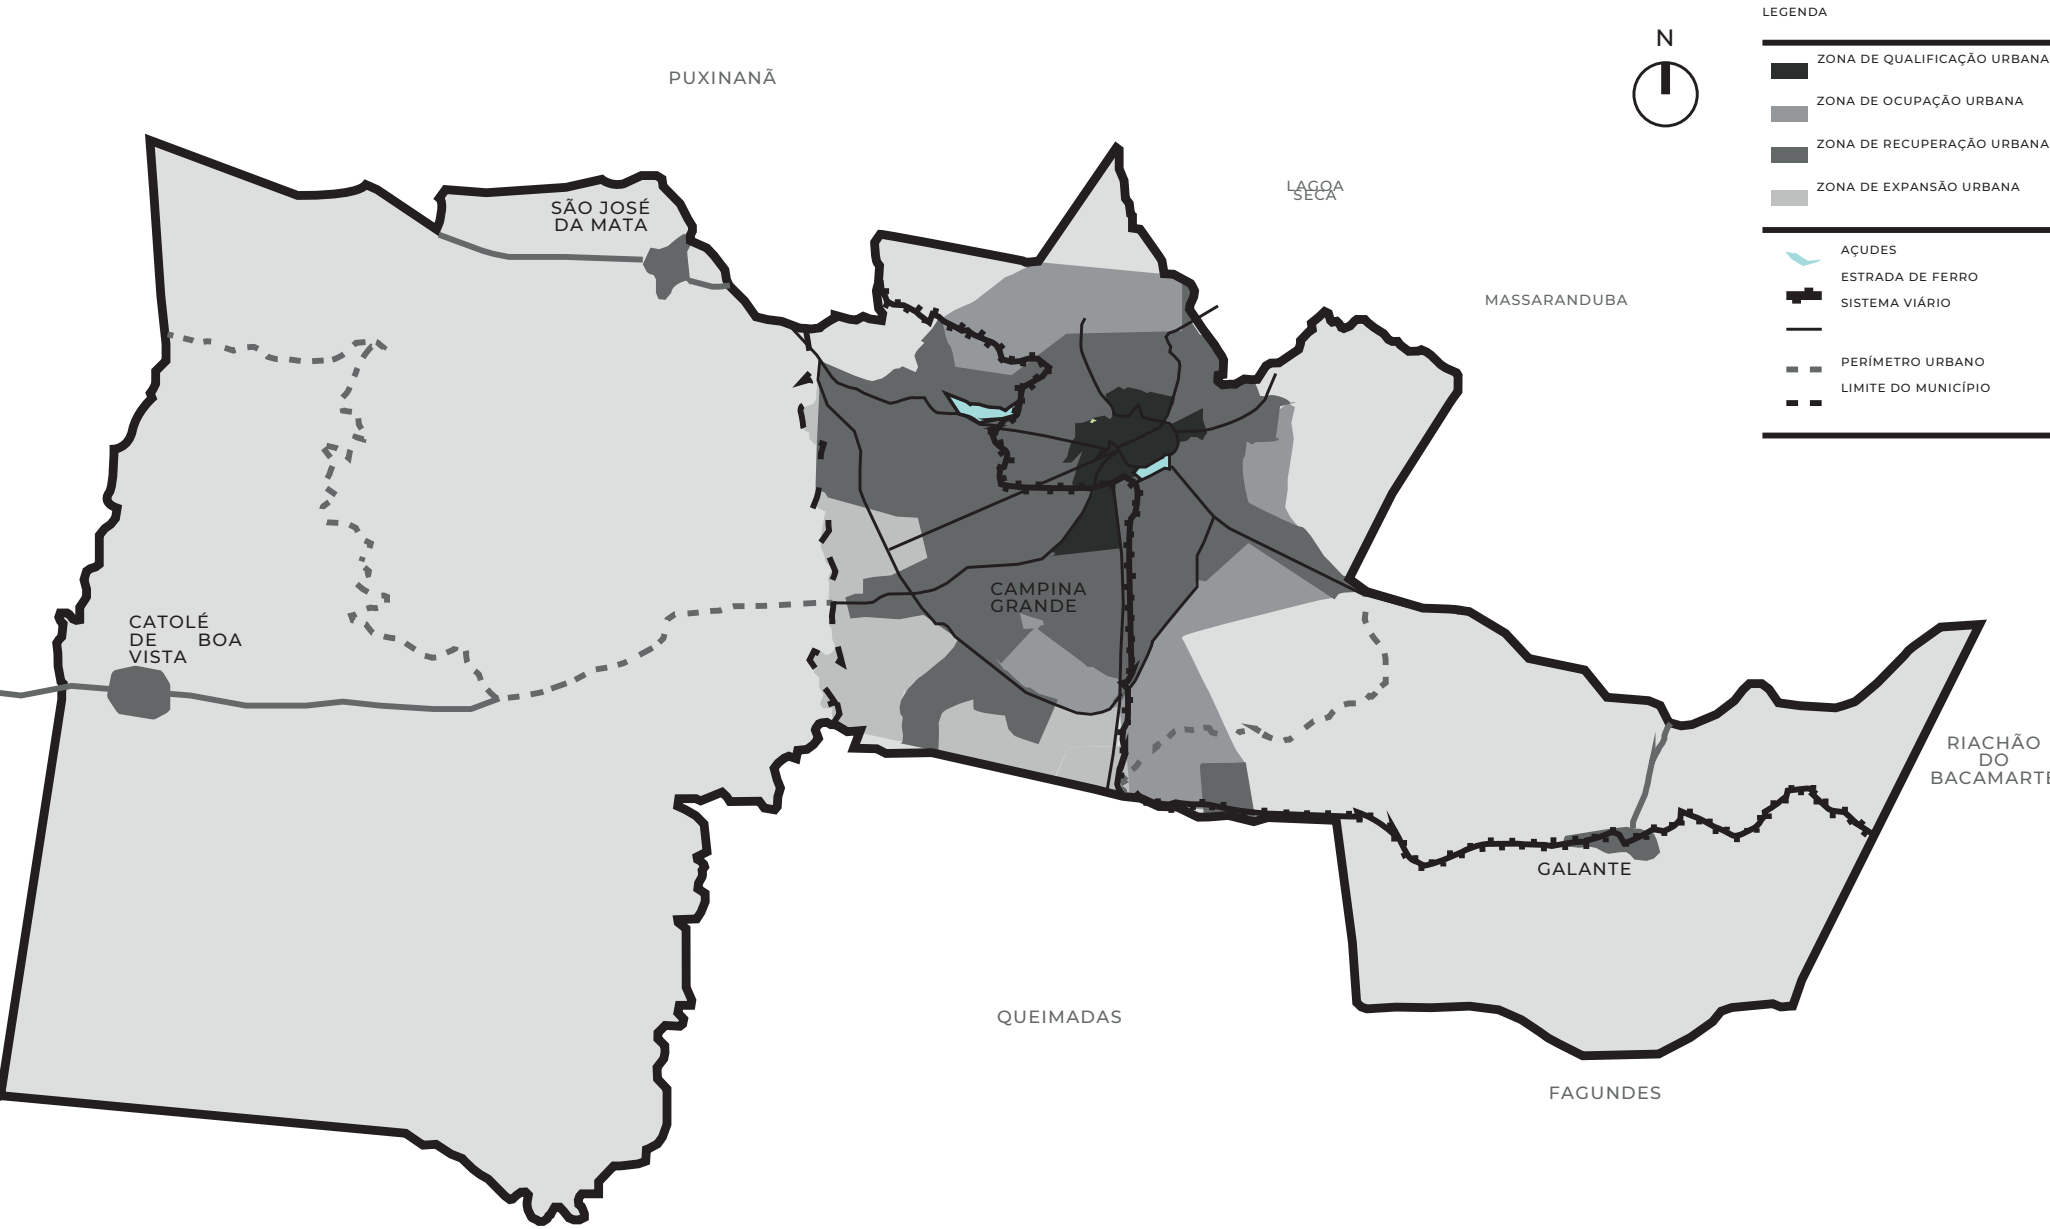 LEGENDA
N
ZONA DE QUALIFICAÇÃO URBANA
ZONA DE OCUPAÇÃO URBANA
ZONA DE RECUPERAÇÃO URBANA
ZONA DE EXPANSÃO URBANA
AÇUDES
ESTRADA DE FERRO
SISTEMA VIÁRIO
PERÍMETRO URBANO
LIMITE DO MUNICÍPIO
PUXINANÃ
LAGOA
SECA
SÃO JOSÉ
DA MATA
MASSARANDUBA
CAMPINA
GRANDE
CATOLÉ
DE BOA
VISTA
RIACHÃO
DO
BACAMARTE
GALANTE
QUEIMADAS
FAGUNDES